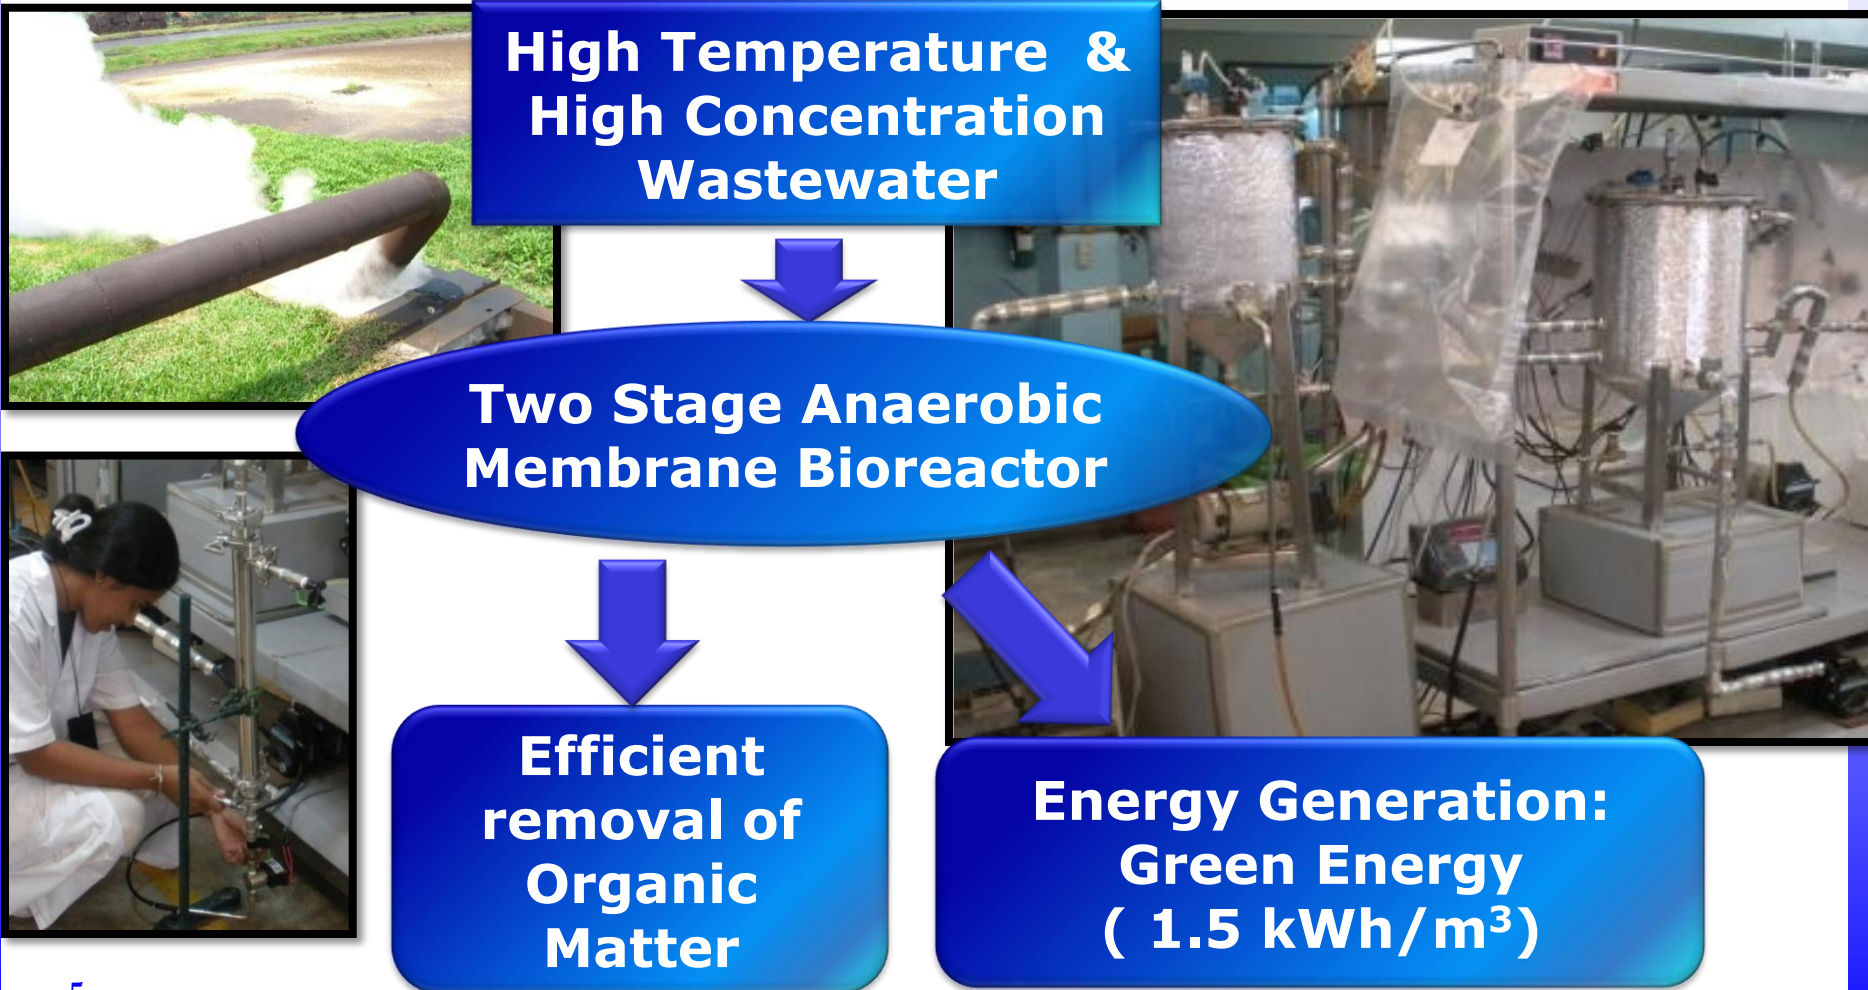 High Temperature & 
High Concentration
Wastewater
Two Stage Anaerobic
Membrane Bioreactor
Efficient
removal of
Organic
Matter
Energy Generation:
Green Energy
( 1.5 kWh/m³)